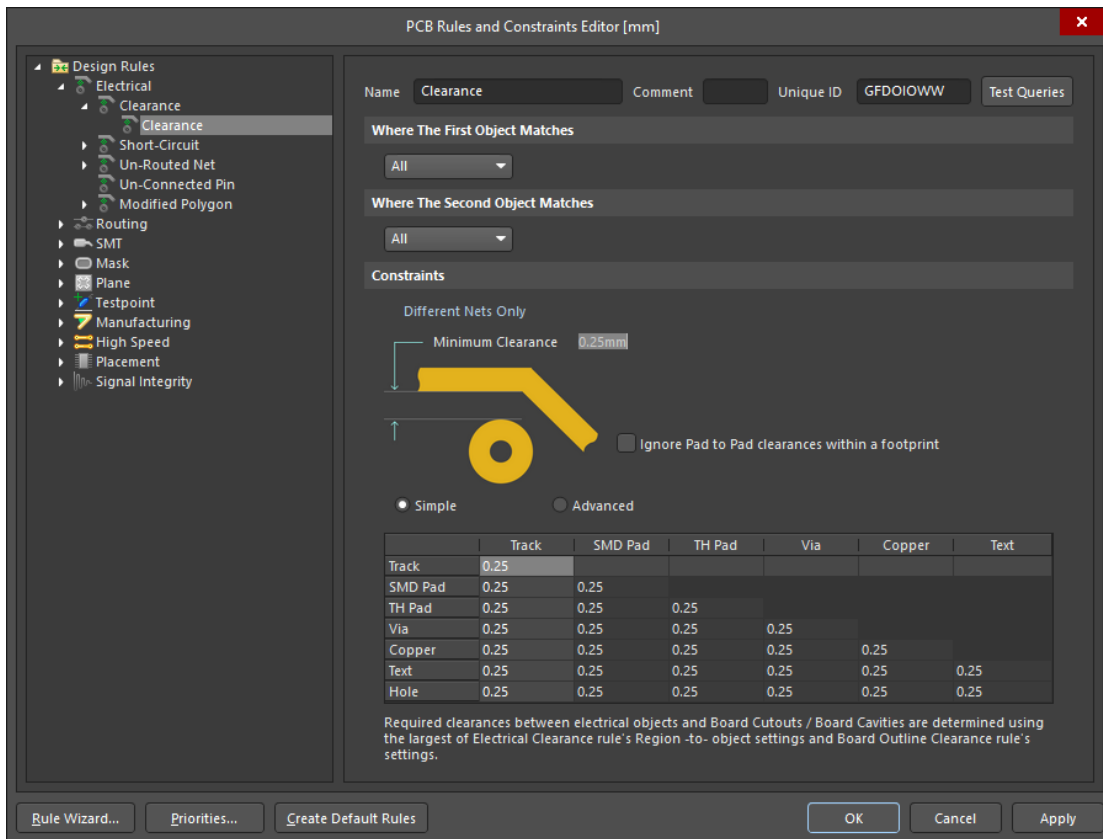 PCB Rules and Constraints Editor [mm]
Design Rules
Electrical
Clearance
Clearance
Short-Circuit
Un-Routed Net
Un-Connected Pin
Modified Polygon
Routing
SMT
Mask
Plane
Testpoint
Manufacturing
High Speed
Placement
Signal Integrity
Name Clearance Comment Unique ID GFDOIOWW Test Queries
Where The First Object Matches
All
Where The Second Object Matches
All
Constraints
Different Nets Only
Minimum Clearance 0.25mm
Ignore Pad to Pad clearances within a footprint
Simple Advanced
Track SMD Pad TH Pad Via Copper Text
Track 0.25
SMD Pad 0.25 0.25
TH Pad 0.25 0.25 0.25
Via 0.25 0.25 0.25 0.25
Copper 0.25 0.25 0.25 0.25 0.25
Text 0.25 0.25 0.25 0.25 0.25 0.25
Hole 0.25 0.25 0.25 0.25 0.25 0.25
Required clearances between electrical objects and Board Cutouts / Board Cavities are determined using
the largest of Electrical Clearance rule's Region -to- object settings and Board Outline Clearance rule's
settings.
Rule Wizard... Priorities... Create Default Rules OK Cancel Apply